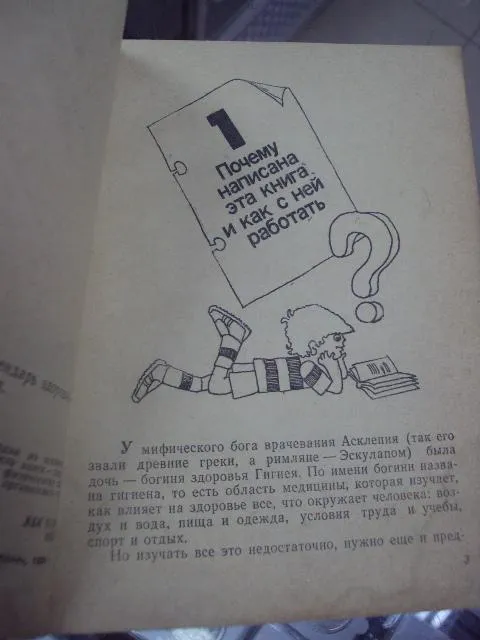 1
Почему
написана
эта книга
и как с ней
работать
?
У мифического бога врачевания Асклепия (так его
звали древние греки, а римляне — Эскулапом) была
дочь — богиня здоровья Гигнея. По имени богини назва-
на гигиена, то есть область медицины, которая изучает,
как влияет на здоровье все, что окружает человека: воз-
дух и вода, пища и одежда, условия труда и учебы,
спорт и отдых.
Но изучать все это недостаточно, нужно еще и пред-
3